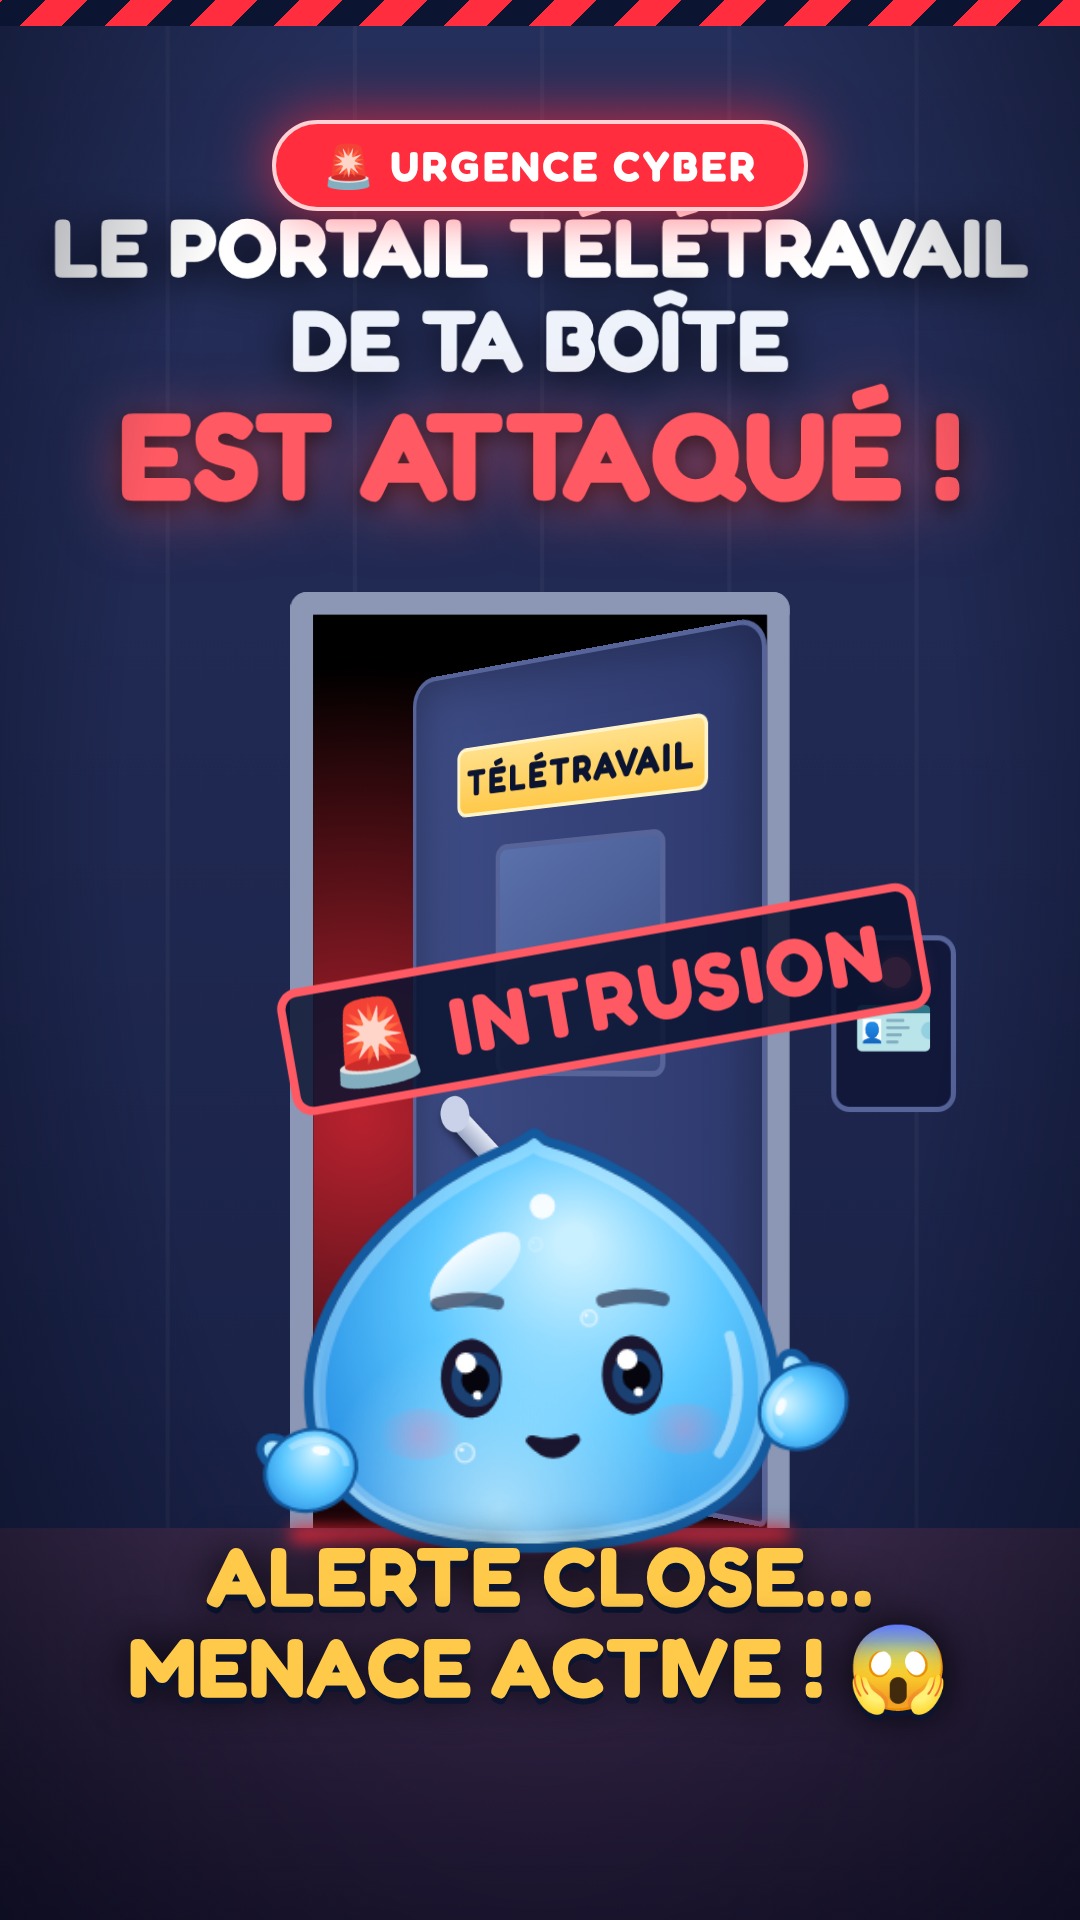 🚨 URGENCE CYBER
LE PORTAIL TÉLÉTRAVAIL
DE TA BOÎTE
EST ATTAQUÉ !
TÉLÉTRAVAIL
🚨 INTRUSION
ALERTE CLOSE...
MENACE ACTIVE ! 😱